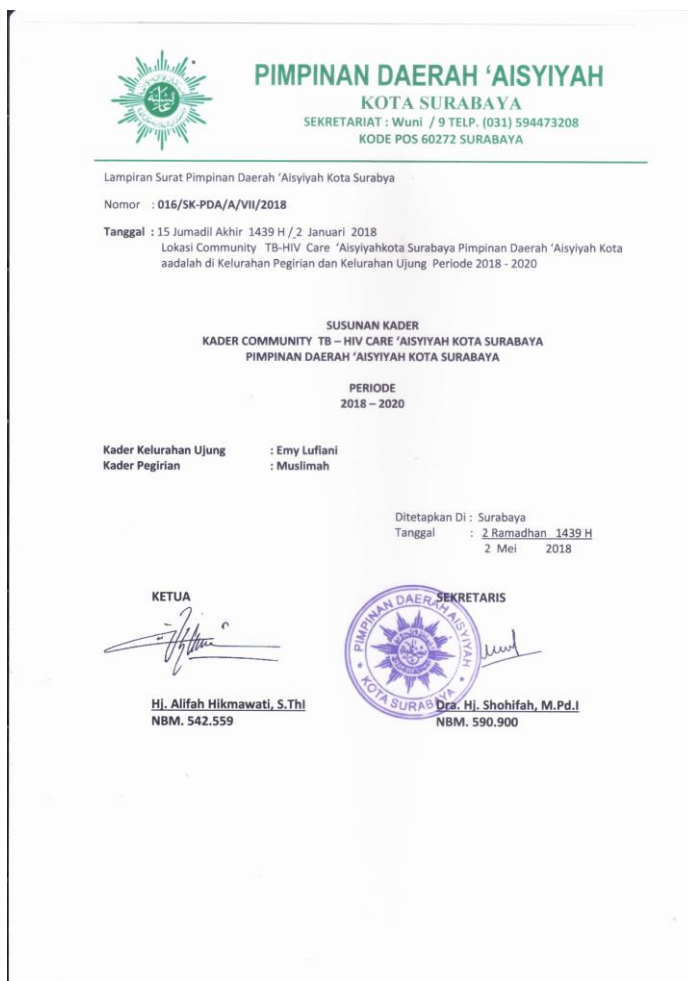 PIMPINAN DAERAH ‘AISYIYAH
KOTA SURABAYA
SEKRETARIAT : Wuni / 9 TELP. (031) 594473208
KODE POS 60272 SURABAYA
Lampiran Surat Pimpinan Daerah ‘Aisyiyah Kota Surabya
Nomor : 016/SK-PDA/A/VII/2018
Tanggal : 15 Jumadil Akhir 1439 H / 2 Januari 2018
Lokasi Community TB-HIV Care ‘Aisyiyahkota Surabaya Pimpinan Daerah ‘Aisyiyah Kota
aadalah di Kelurahan Pegirian dan Kelurahan Ujung Periode 2018 - 2020
SUSUNAN KADER
KADER COMMUNITY TB – HIV CARE ‘AISYIYAH KOTA SURABAYA
PIMPINAN DAERAH ‘AISYIYAH KOTA SURABAYA
PERIODE
2018 – 2020
Kader Kelurahan Ujung : Emy Lufiani
Kader Pegirian : Muslimah
Ditetapkan Di : Surabaya
Tanggal : 2 Ramadhan 1439 H
2 Mei 2018
KETUA
SEKRETARIS
PIMPINAN DAERAH AISYIYAH
KOTA SURABAYA
Hj. Alifah Hikmawati, S.ThI
NBM. 542.559
Dra. Hj. Shohifah, M.Pd.I
NBM. 590.900